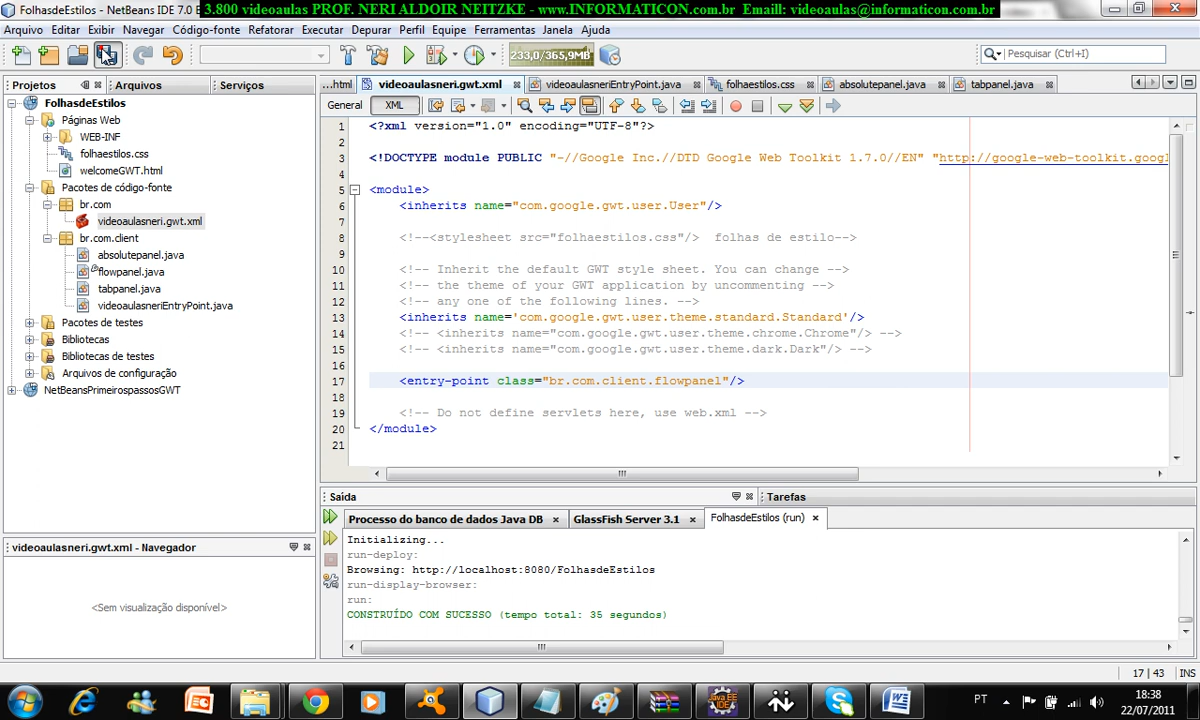 FolhasdeEstilos - NetBeans IDE 7.0
3.800 videoaulas PROF. NERI ALDOIR NEITZKE - www.INFORMATICON.com.br Emaill: videoaulas@informaticon.com.br
Arquivo Editar Exibir Navegar Código-fonte Refatorar Executar Depurar Perfil Equipe Ferramentas Janela Ajuda
233,0/365,9MB
Pesquisar (Ctrl+I)
Projetos Arquivos Serviços
...html videoaulasneri.gwt.xml videoaulasneriEntryPoint.java folhaestilos.css absolutepanel.java tabpanel.java
General XML
FolhasdeEstilos
Páginas Web
WEB-INF
folhaestilos.css
welcomeGWT.html
Pacotes de código-fonte
br.com
videoaulasneri.gwt.xml
br.com.client
absolutepanel.java
flowpanel.java
tabpanel.java
videoaulasneriEntryPoint.java
Pacotes de testes
Bibliotecas
Bibliotecas de testes
Arquivos de configuração
NetBeansPrimeirospassosGWT
1 <?xml version="1.0" encoding="UTF-8"?>
2
3 <!DOCTYPE module PUBLIC "-//Google Inc.//DTD Google Web Toolkit 1.7.0//EN" "http://google-web-toolkit.googl
4
5 <module>
6 <inherits name="com.google.gwt.user.User"/>
7
8 <!--<stylesheet src="folhaestilos.css"/> folhas de estilo-->
9
10 <!-- Inherit the default GWT style sheet. You can change -->
11 <!-- the theme of your GWT application by uncommenting -->
12 <!-- any one of the following lines. -->
13 <inherits name='com.google.gwt.user.theme.standard.Standard'/>
14 <!-- <inherits name="com.google.gwt.user.theme.chrome.Chrome"/> -->
15 <!-- <inherits name="com.google.gwt.user.theme.dark.Dark"/> -->
16
17 <entry-point class="br.com.client.flowpanel"/>
18
19 <!-- Do not define servlets here, use web.xml -->
20 </module>
21
videoaulasneri.gwt.xml - Navegador
<Sem visualização disponível>
Saída Tarefas
Processo do banco de dados Java DB GlassFish Server 3.1 FolhasdeEstilos (run)
Initializing...
run-deploy:
Browsing: http://localhost:8080/FolhasdeEstilos
run-display-browser:
run:
CONSTRUÍDO COM SUCESSO (tempo total: 35 segundos)
17 | 43 INS
Java EE IDE
PT
18:38
22/07/2011